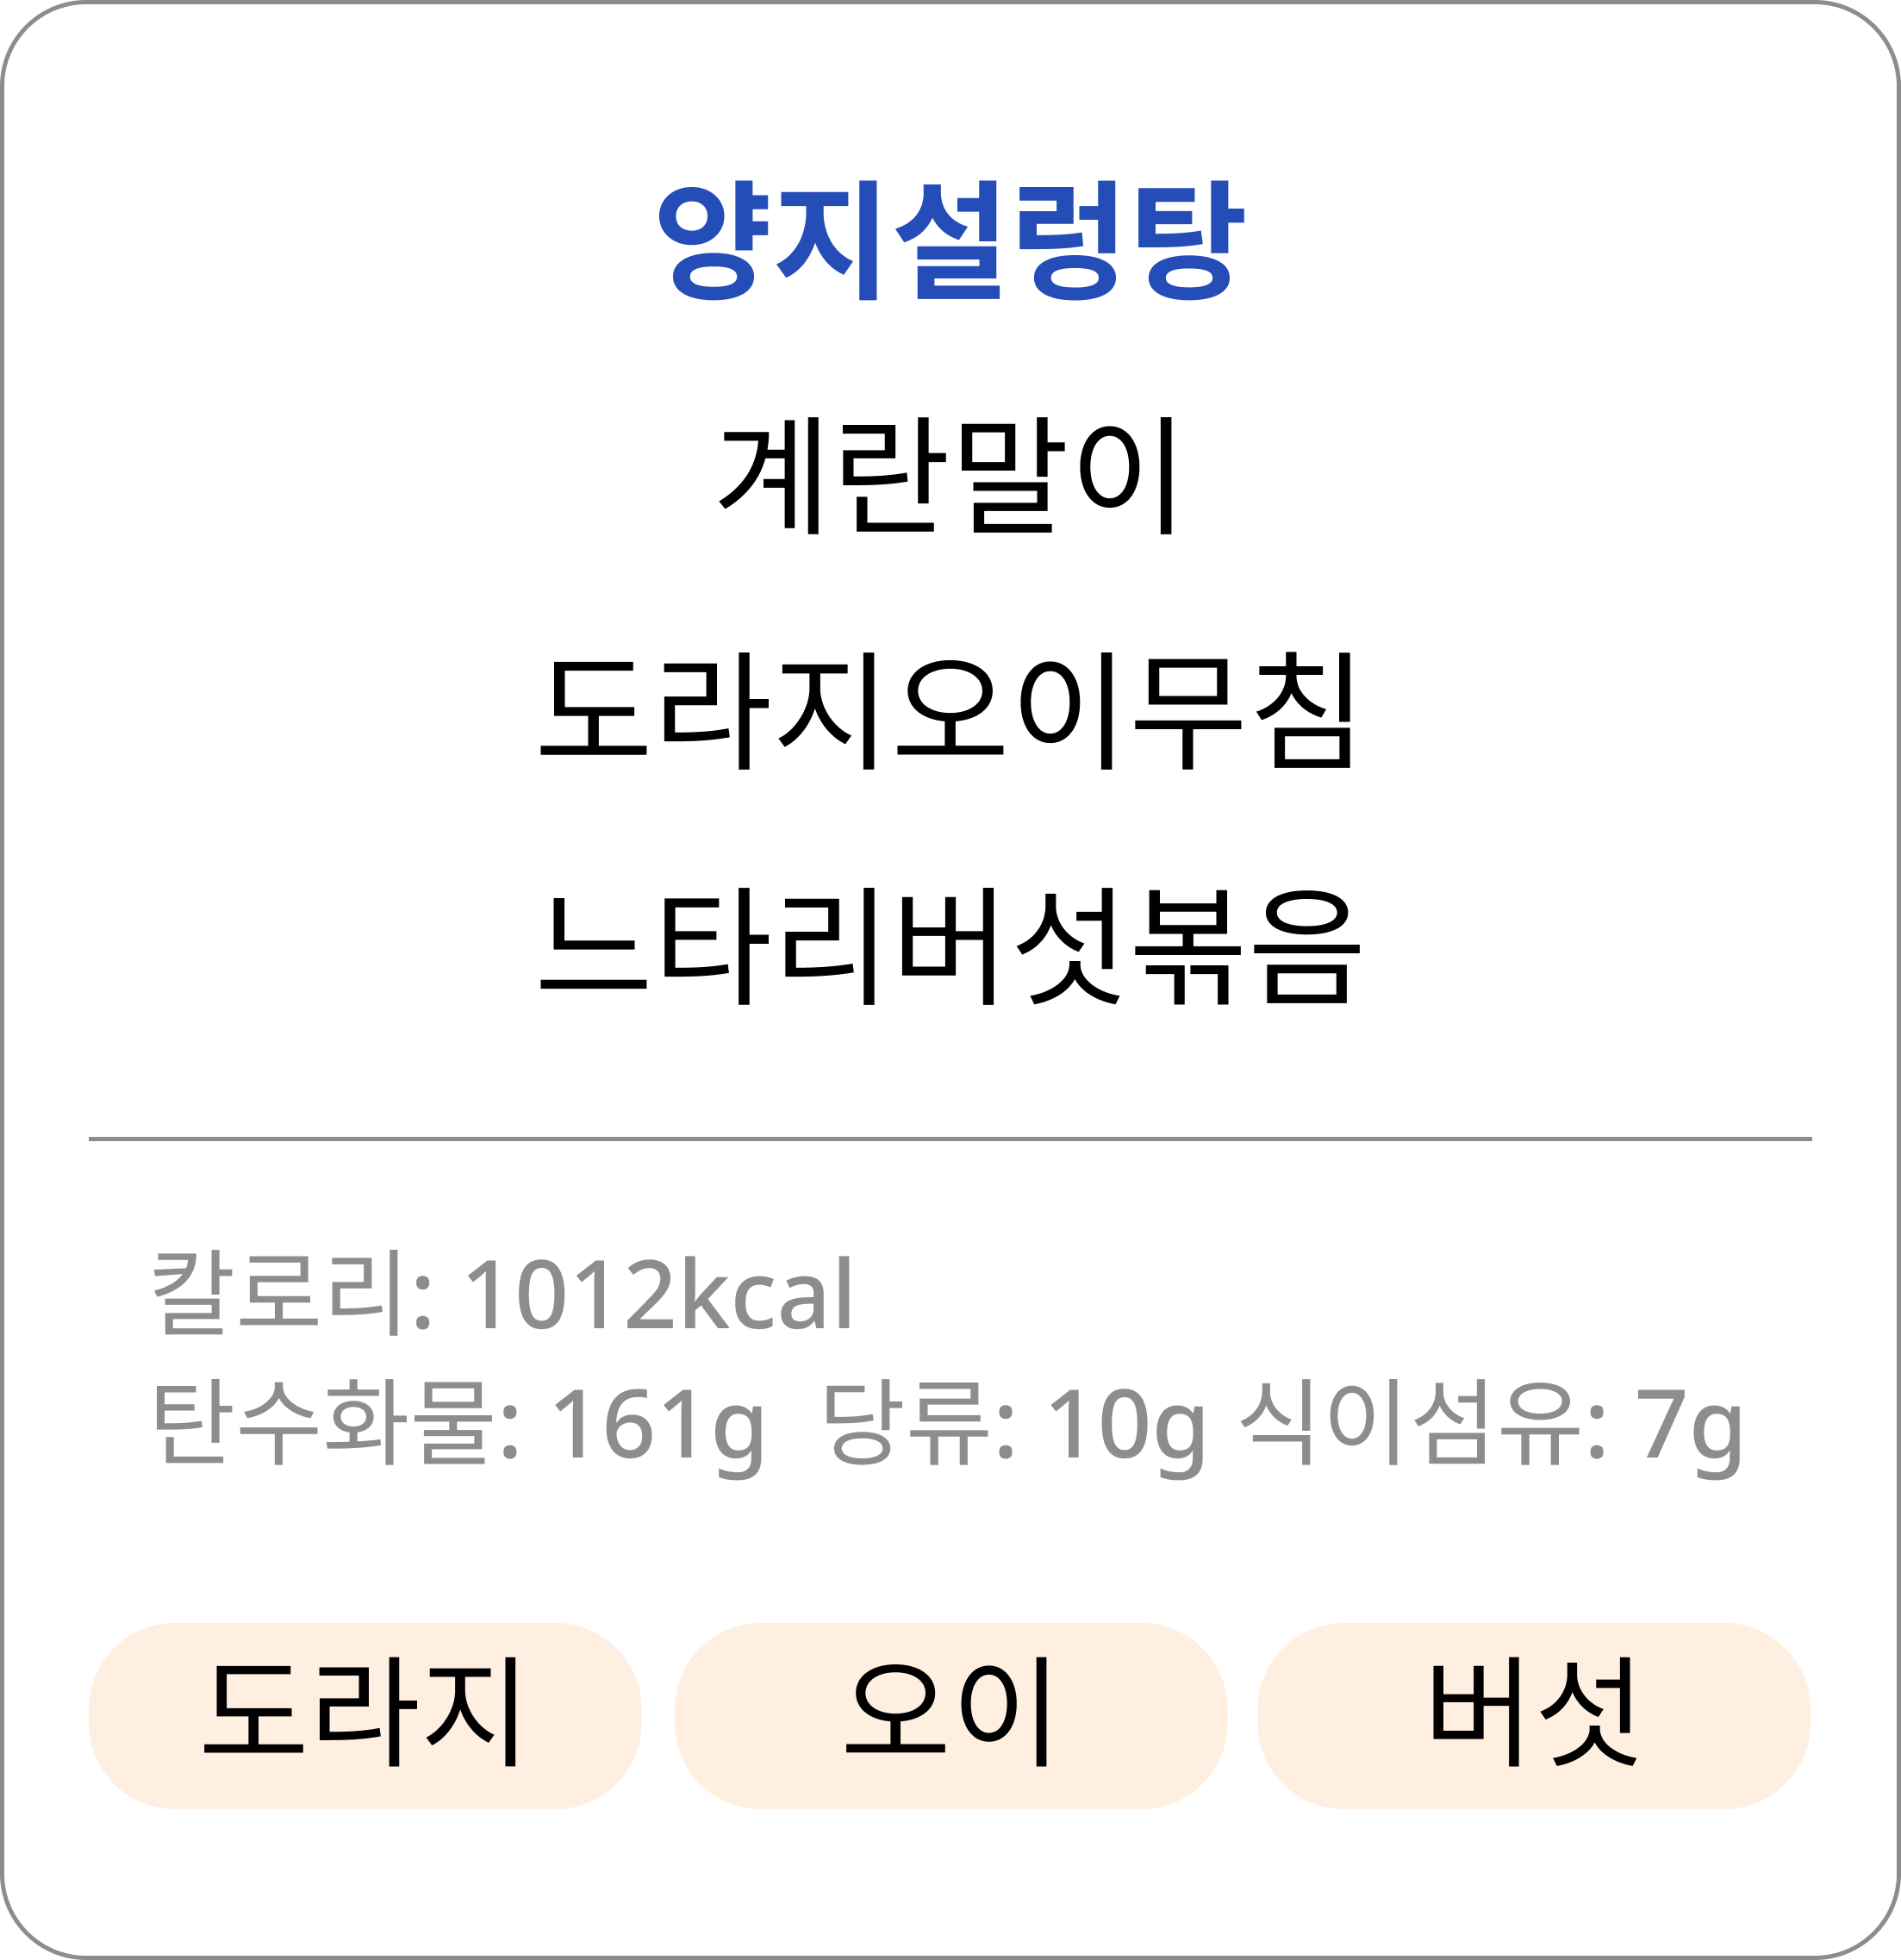 양지설렁탕
계란말이
도라지오이무침
느타리버섯볶음
칼로리: 1012kcal
탄수화물: 161g 단류: 10g 식이섬유: 7g
도라지 오이 버섯